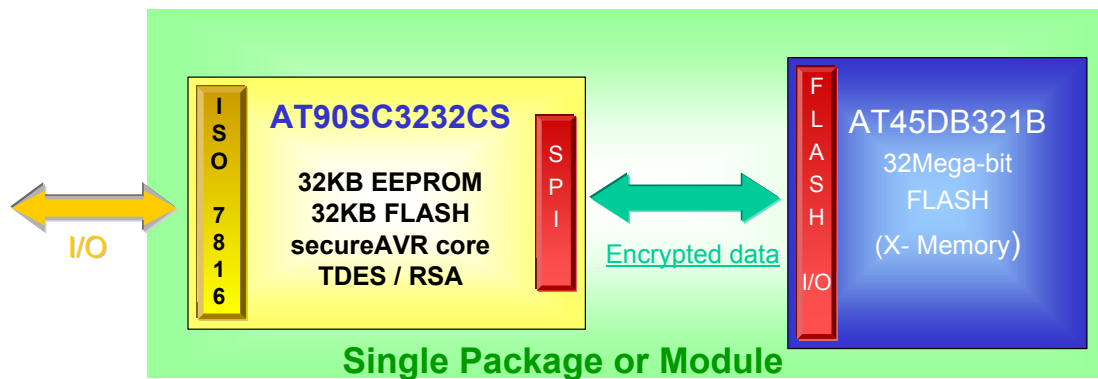 I/O
ISO 7816
AT90SC3232CS
32KB EEPROM
32KB FLASH
secureAVR core
TDES / RSA
SPI
Encrypted data
FLASH I/O
AT45DB321B
32Mega-bit
FLASH
(X- Memory)
Single Package or Module